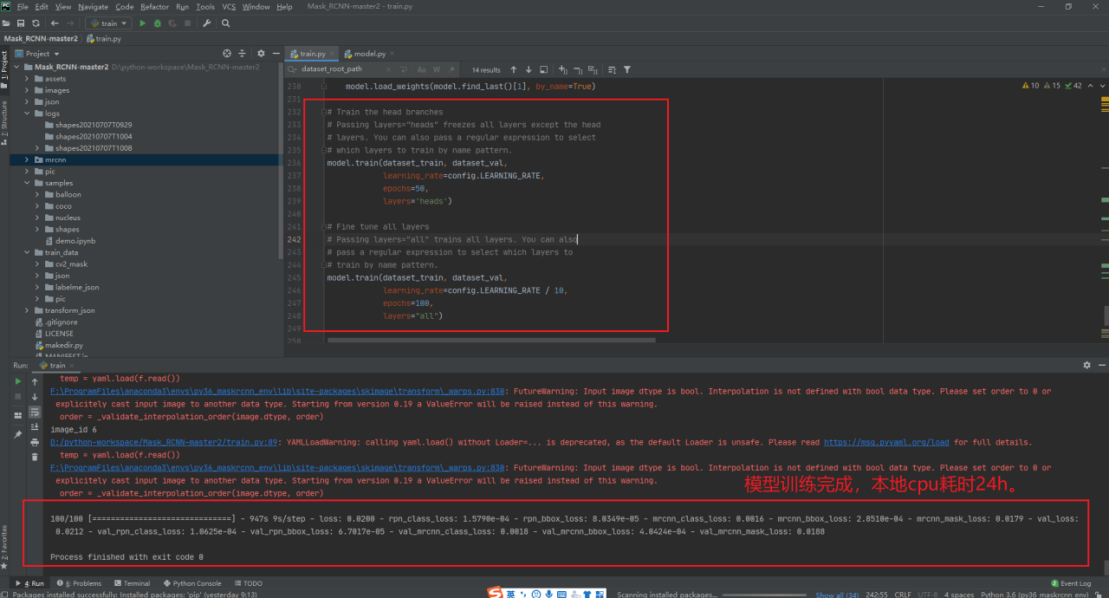 File Edit View Navigate Code Refactor Run Tools VCS Window Help Mask_RCNN-master2 - train.py
train
Mask_RCNN-master2 train.py
Project
train.py model.py
Mask_RCNN-master2 D:\python-workspace\Mask_RCNN-master2
dataset_root_path 14 results
assets
images
json
logs
shapes20210707T0929
shapes20210707T1004
shapes20210707T1008
mrcnn
pic
samples
balloon
coco
nucleus
shapes
demo.ipynb
train_data
cv2_mask
json
labelme_json
pic
transform_json
.gitignore
LICENSE
makedir.py
MANIFEST.in
1: Project
7: Structure
2: Favorites
10 15 42
230 model.load_weights(model.find_last()[1], by_name=True)
231
232 # Train the head branches
233 # Passing layers="heads" freezes all layers except the head
234 # layers. You can also pass a regular expression to select
235 # which layers to train by name pattern.
236 model.train(dataset_train, dataset_val,
237 learning_rate=config.LEARNING_RATE,
238 epochs=50,
239 layers='heads')
240
241 # Fine tune all layers
242 # Passing layers="all" trains all layers. You can also
243 # pass a regular expression to select which layers to
244 # train by name pattern.
245 model.train(dataset_train, dataset_val,
246 learning_rate=config.LEARNING_RATE / 10,
247 epochs=100,
248 layers="all")
249
250
Run: train
temp = yaml.load(f.read())
F:\ProgramFiles\anaconda3\envs\py36_maskrcnn_env\lib\site-packages\skimage\transform\_warps.py:830: FutureWarning: Input image dtype is bool. Interpolation is not defined with bool data type. Please set order to 0 or
explicitely cast input image to another data type. Starting from version 0.19 a ValueError will be raised instead of this warning.
order = _validate_interpolation_order(image.dtype, order)
image_id 6
D:/python-workspace/Mask_RCNN-master2/train.py:89: YAMLLoadWarning: calling yaml.load() without Loader=... is deprecated, as the default Loader is unsafe. Please read https://msg.pyyaml.org/load for full details.
temp = yaml.load(f.read())
F:\ProgramFiles\anaconda3\envs\py36_maskrcnn_env\lib\site-packages\skimage\transform\_warps.py:830: FutureWarning: Input image dtype is bool. Interpolation is not defined with bool data type. Please set order to 0 or
explicitely cast input image to another data type. Starting from version 0.19 a ValueError will be raised instead of this warning.
order = _validate_interpolation_order(image.dtype, order)
模型训练完成，本地cpu耗时24h。
100/100 [==============================] - 947s 9s/step - loss: 0.0200 - rpn_class_loss: 1.5790e-04 - rpn_bbox_loss: 8.0349e-05 - mrcnn_class_loss: 0.0016 - mrcnn_bbox_loss: 2.8510e-04 - mrcnn_mask_loss: 0.0179 - val_loss:
0.0212 - val_rpn_class_loss: 1.0625e-04 - val_rpn_bbox_loss: 6.7017e-05 - val_mrcnn_class_loss: 0.0018 - val_mrcnn_bbox_loss: 4.0424e-04 - val_mrcnn_mask_loss: 0.0188
Process finished with exit code 0
4: Run 6: Problems Terminal Python Console TODO Event Log
Packages installed successfully: Installed packages: 'pip' (yesterday 9:13) 英 Scanning installed packages... Show all (34) 242:55 CRLF UTF-8 4 spaces Python 3.6 (py36_maskrcnn_env)